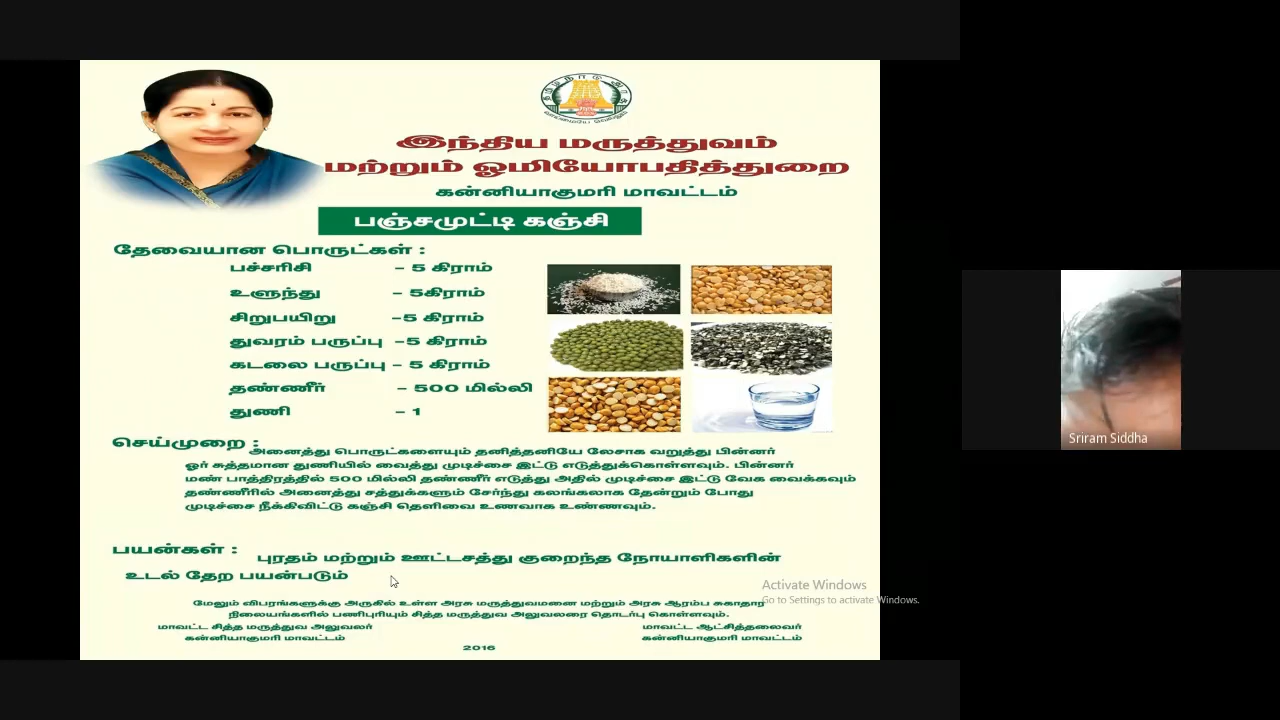 இந்திய மருத்துவம்
மற்றும் ஓமியோபதித்துறை
கன்னியாகுமரி மாவட்டம்
பஞ்சமுட்டி கஞ்சி
தேவையான பொருட்கள் :
பச்சரிசி – 5 கிராம்
உளுந்து – 5கிராம்
சிறுபயிறு –5 கிராம்
துவரம் பருப்பு –5 கிராம்
கடலை பருப்பு – 5 கிராம்
தண்ணீர் – 500 மில்லி
துணி – 1
செய்முறை :
அனைத்து பொருட்களையும் தனித்தனியே லேசாக வறுத்து பின்னர்
ஓர் சுத்தமான துணியில் வைத்து முடிச்சை இட்டு எடுத்துக்கொள்ளவும். பின்னர்
மண் பாத்திரத்தில் 500 மில்லி தண்ணீர் எடுத்து அதில் முடிச்சை இட்டு வேக வைக்கவும்
தண்ணீரில் அனைத்து சத்துக்களும் சேர்ந்து கலங்கலாக தேன்றும் போது
முடிச்சை நீக்கிவிட்டு கஞ்சி தெளிவை உணவாக உண்ணவும்.
பயன்கள் :
புரதம் மற்றும் ஊட்டசத்து குறைந்த நோயாளிகளின்
உடல் தேற பயன்படும்
மேலும் விபரங்களுக்கு அருகில் உள்ள அரசு மருத்துவமனை மற்றும் அரசு ஆரம்ப சுகாதார
நிலையங்களில் பணிபுரியும் சித்த மருத்துவ அலுவலரை தொடர்பு கொள்ளவும்.
மாவட்ட சித்த மருத்துவ அலுவலர்
கன்னியாகுமரி மாவட்டம்
மாவட்ட ஆட்சித்தலைவர்
கன்னியாகுமரி மாவட்டம்
2016
Activate Windows
Go to Settings to activate Windows.
Sriram Siddha